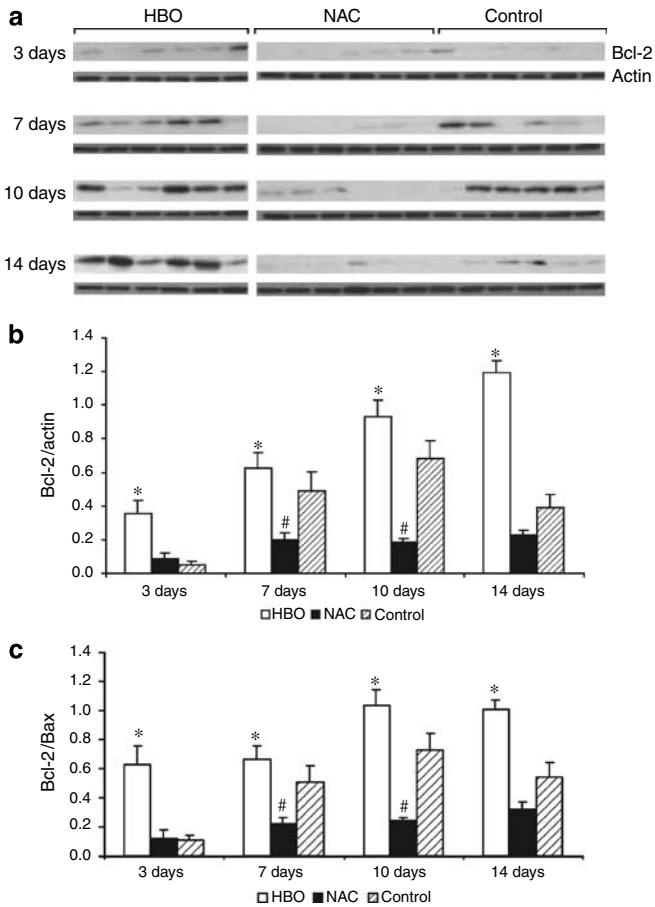 a
HBO NAC Control
3 days Bcl-2
Actin
7 days
10 days
14 days
b
1.4
1.2
1.0
0.8
0.6
0.4
0.2
0.0
Bcl-2/actin
* * * *
# #
3 days 7 days 10 days 14 days
HBO NAC Control
c
1.4
1.2
1.0
0.8
0.6
0.4
0.2
0.0
Bcl-2/Bax
* * * *
# #
3 days 7 days 10 days 14 days
HBO NAC Control